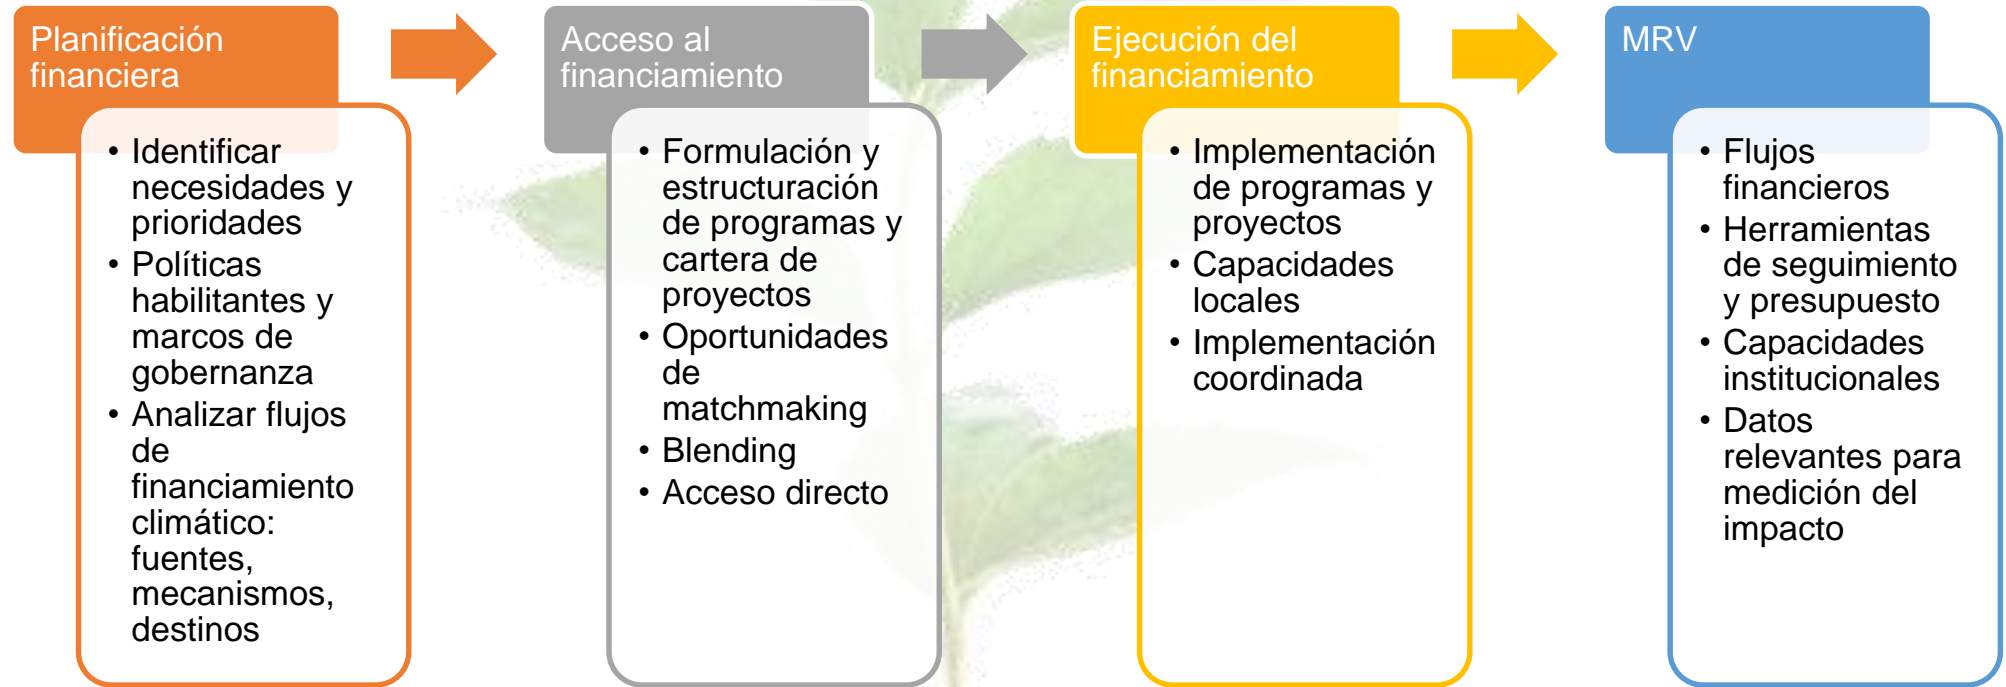 Planificación
financiera
• Identificar
necesidades y
prioridades
• Políticas
habilitantes y
marcos de
gobernanza
• Analizar flujos
de
financiamiento
climático:
fuentes,
mecanismos,
destinos
Acceso al
financiamiento
• Formulación y
estructuración
de programas y
cartera de
proyectos
• Oportunidades
de
matchmaking
• Blending
• Acceso directo
Ejecución del
financiamiento
• Implementación
de programas y
proyectos
• Capacidades
locales
• Implementación
coordinada
MRV
• Flujos
financieros
• Herramientas
de seguimiento
y presupuesto
• Capacidades
institucionales
• Datos
relevantes para
medición del
impacto